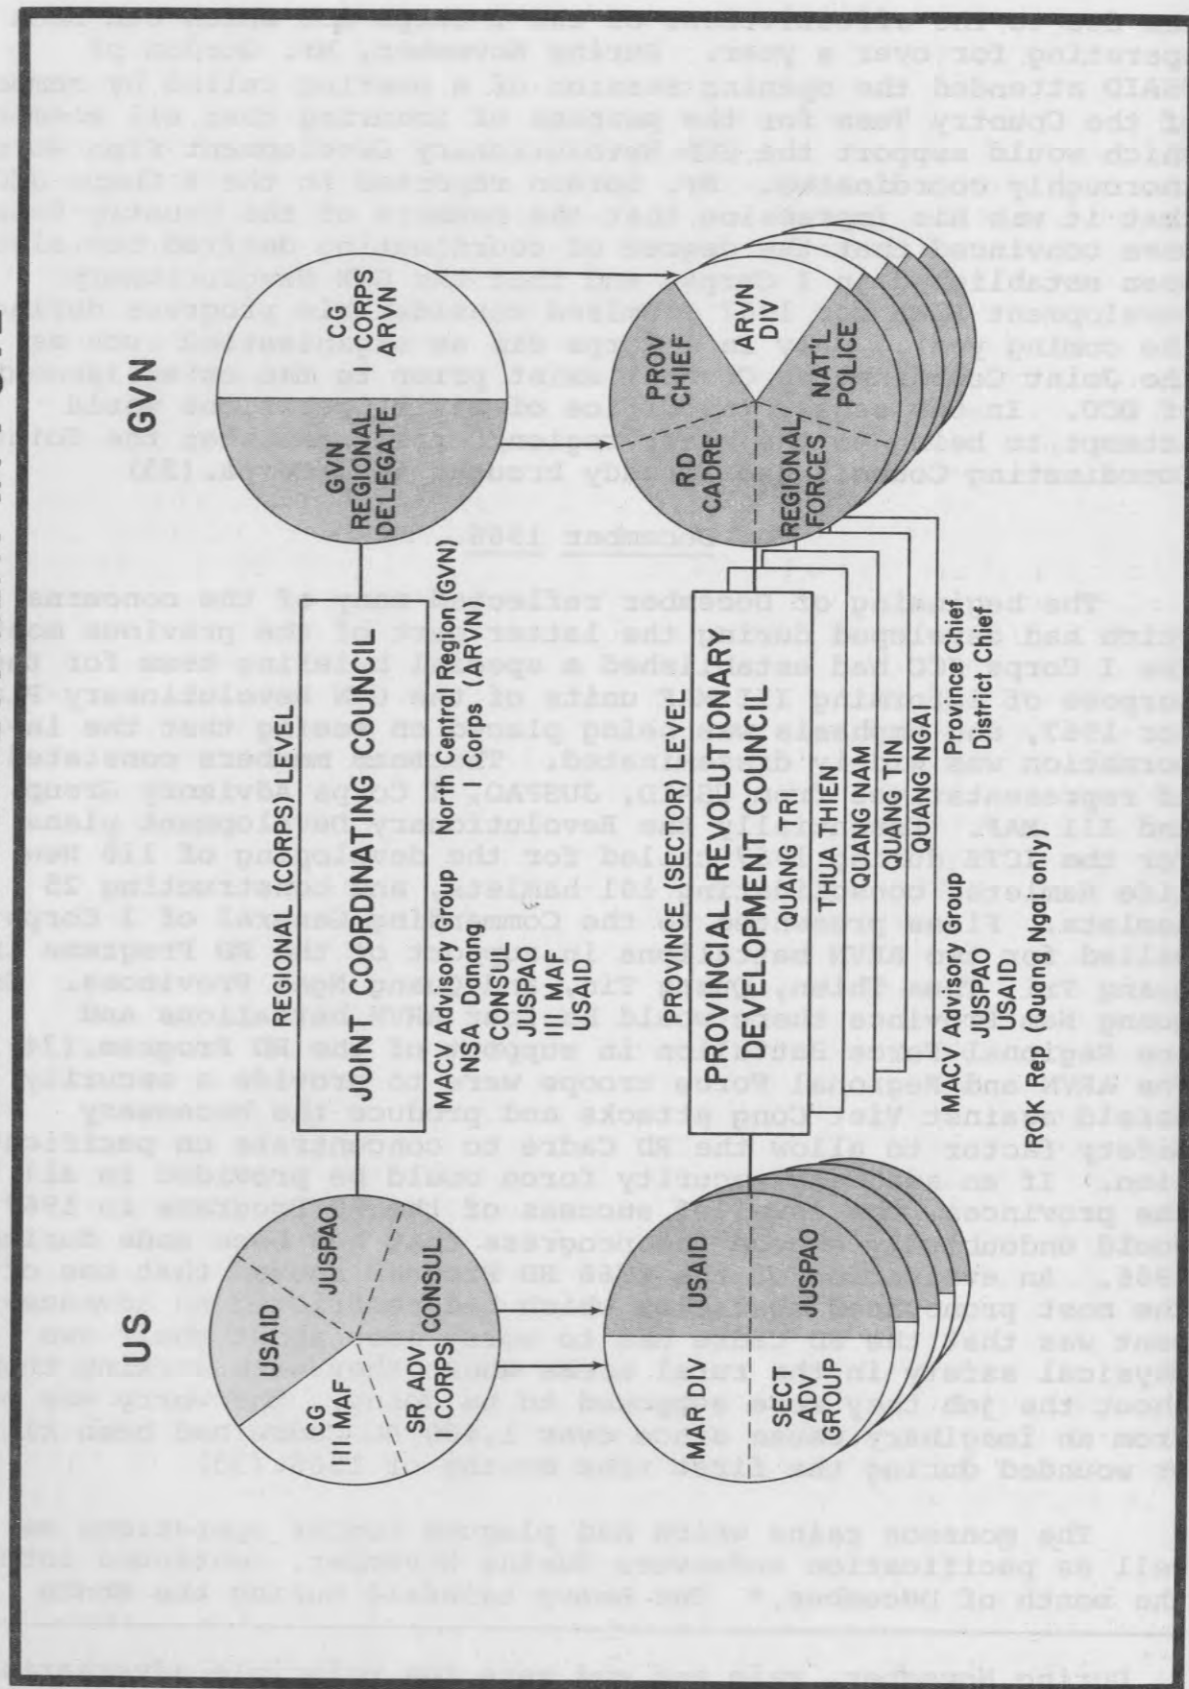 US
GVN
REGIONAL (CORPS) LEVEL
JOINT COORDINATING COUNCIL
MACV Advisory Group
NSA, Danang
CONSUL
JUSPAO
III MAF
USAID
North Central Region (GVN)
I Corps (ARVN)
USAID
JUSPAO
CG
III-MAF
SR ADV
I CORPS
CONSUL
GVN
REGIONAL
DELEGATE
CG
I CORPS
ARVN
PROVINCE (SECTOR) LEVEL
PROVINCIAL REVOLUTIONARY
DEVELOPMENT COUNCIL
QUANG TRI
THUA THIEN
QUANG NAM
QUANG TIN
QUANG NGAI
MACV Advisory Group
JUSPAO
USAID
ROK Rep (Quang Ngai only)
Province Chief
District Chief
MAR DIV
USAID
SECT
ADV
GROUP
JUSPAO
RD
CADRE
PROV
CHIEF
ARVN
DIV
REGIONAL
FORCES
NAT'L
POLICE